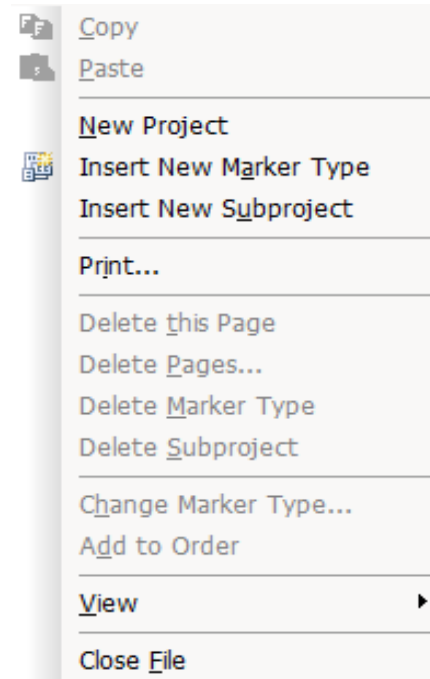 Copy
Paste
New Project
Insert New Marker Type
Insert New Subproject
Print...
Delete this Page
Delete Pages...
Delete Marker Type
Delete Subproject
Change Marker Type...
Add to Order
View
Close File